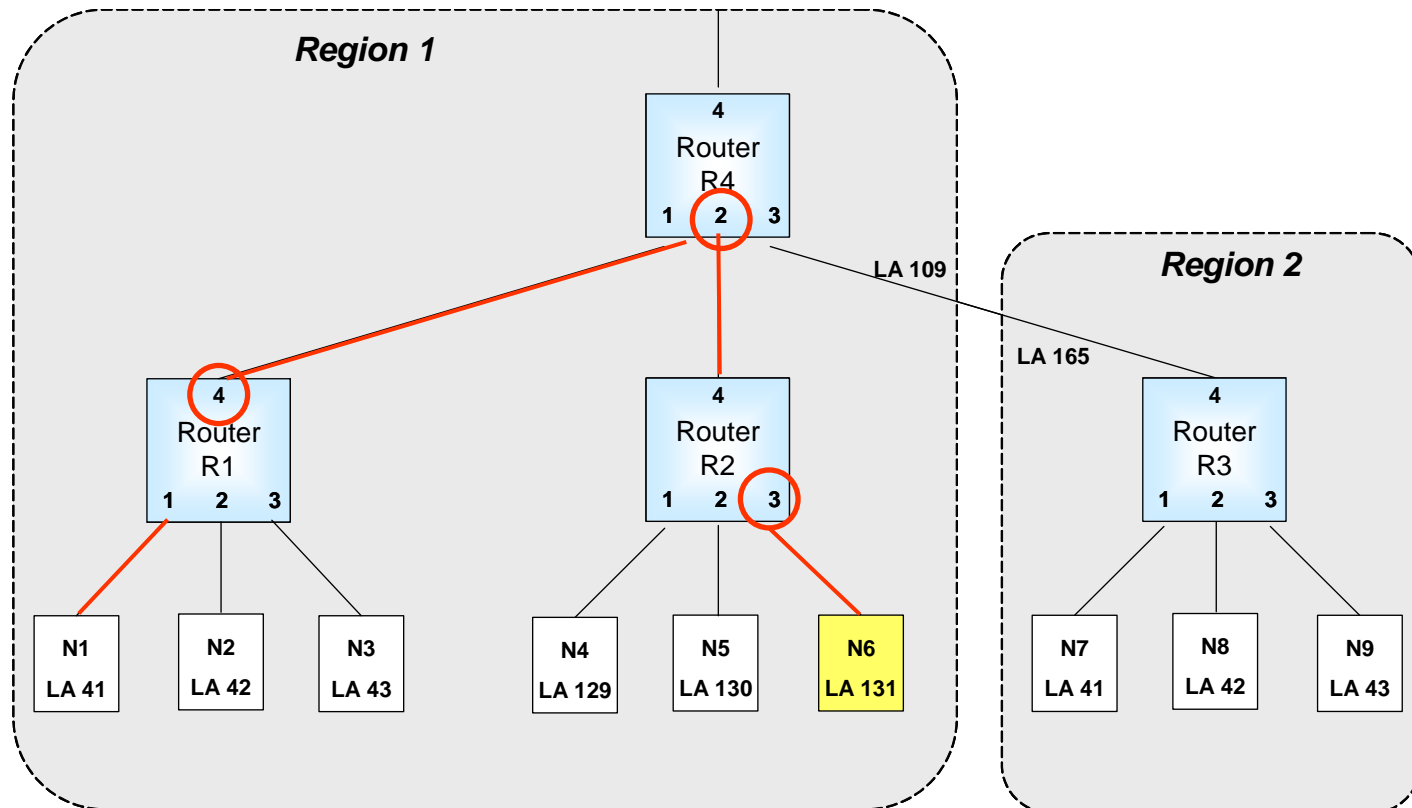 Region 1
4
Router
R4
1 2 3
LA 109
Region 2
LA 165
4
Router
R1
1 2 3
4
Router
R2
1 2 3
4
Router
R3
1 2 3
N1
LA 41
N2
LA 42
N3
LA 43
N4
LA 129
N5
LA 130
N6
LA 131
N7
LA 41
N8
LA 42
N9
LA 43